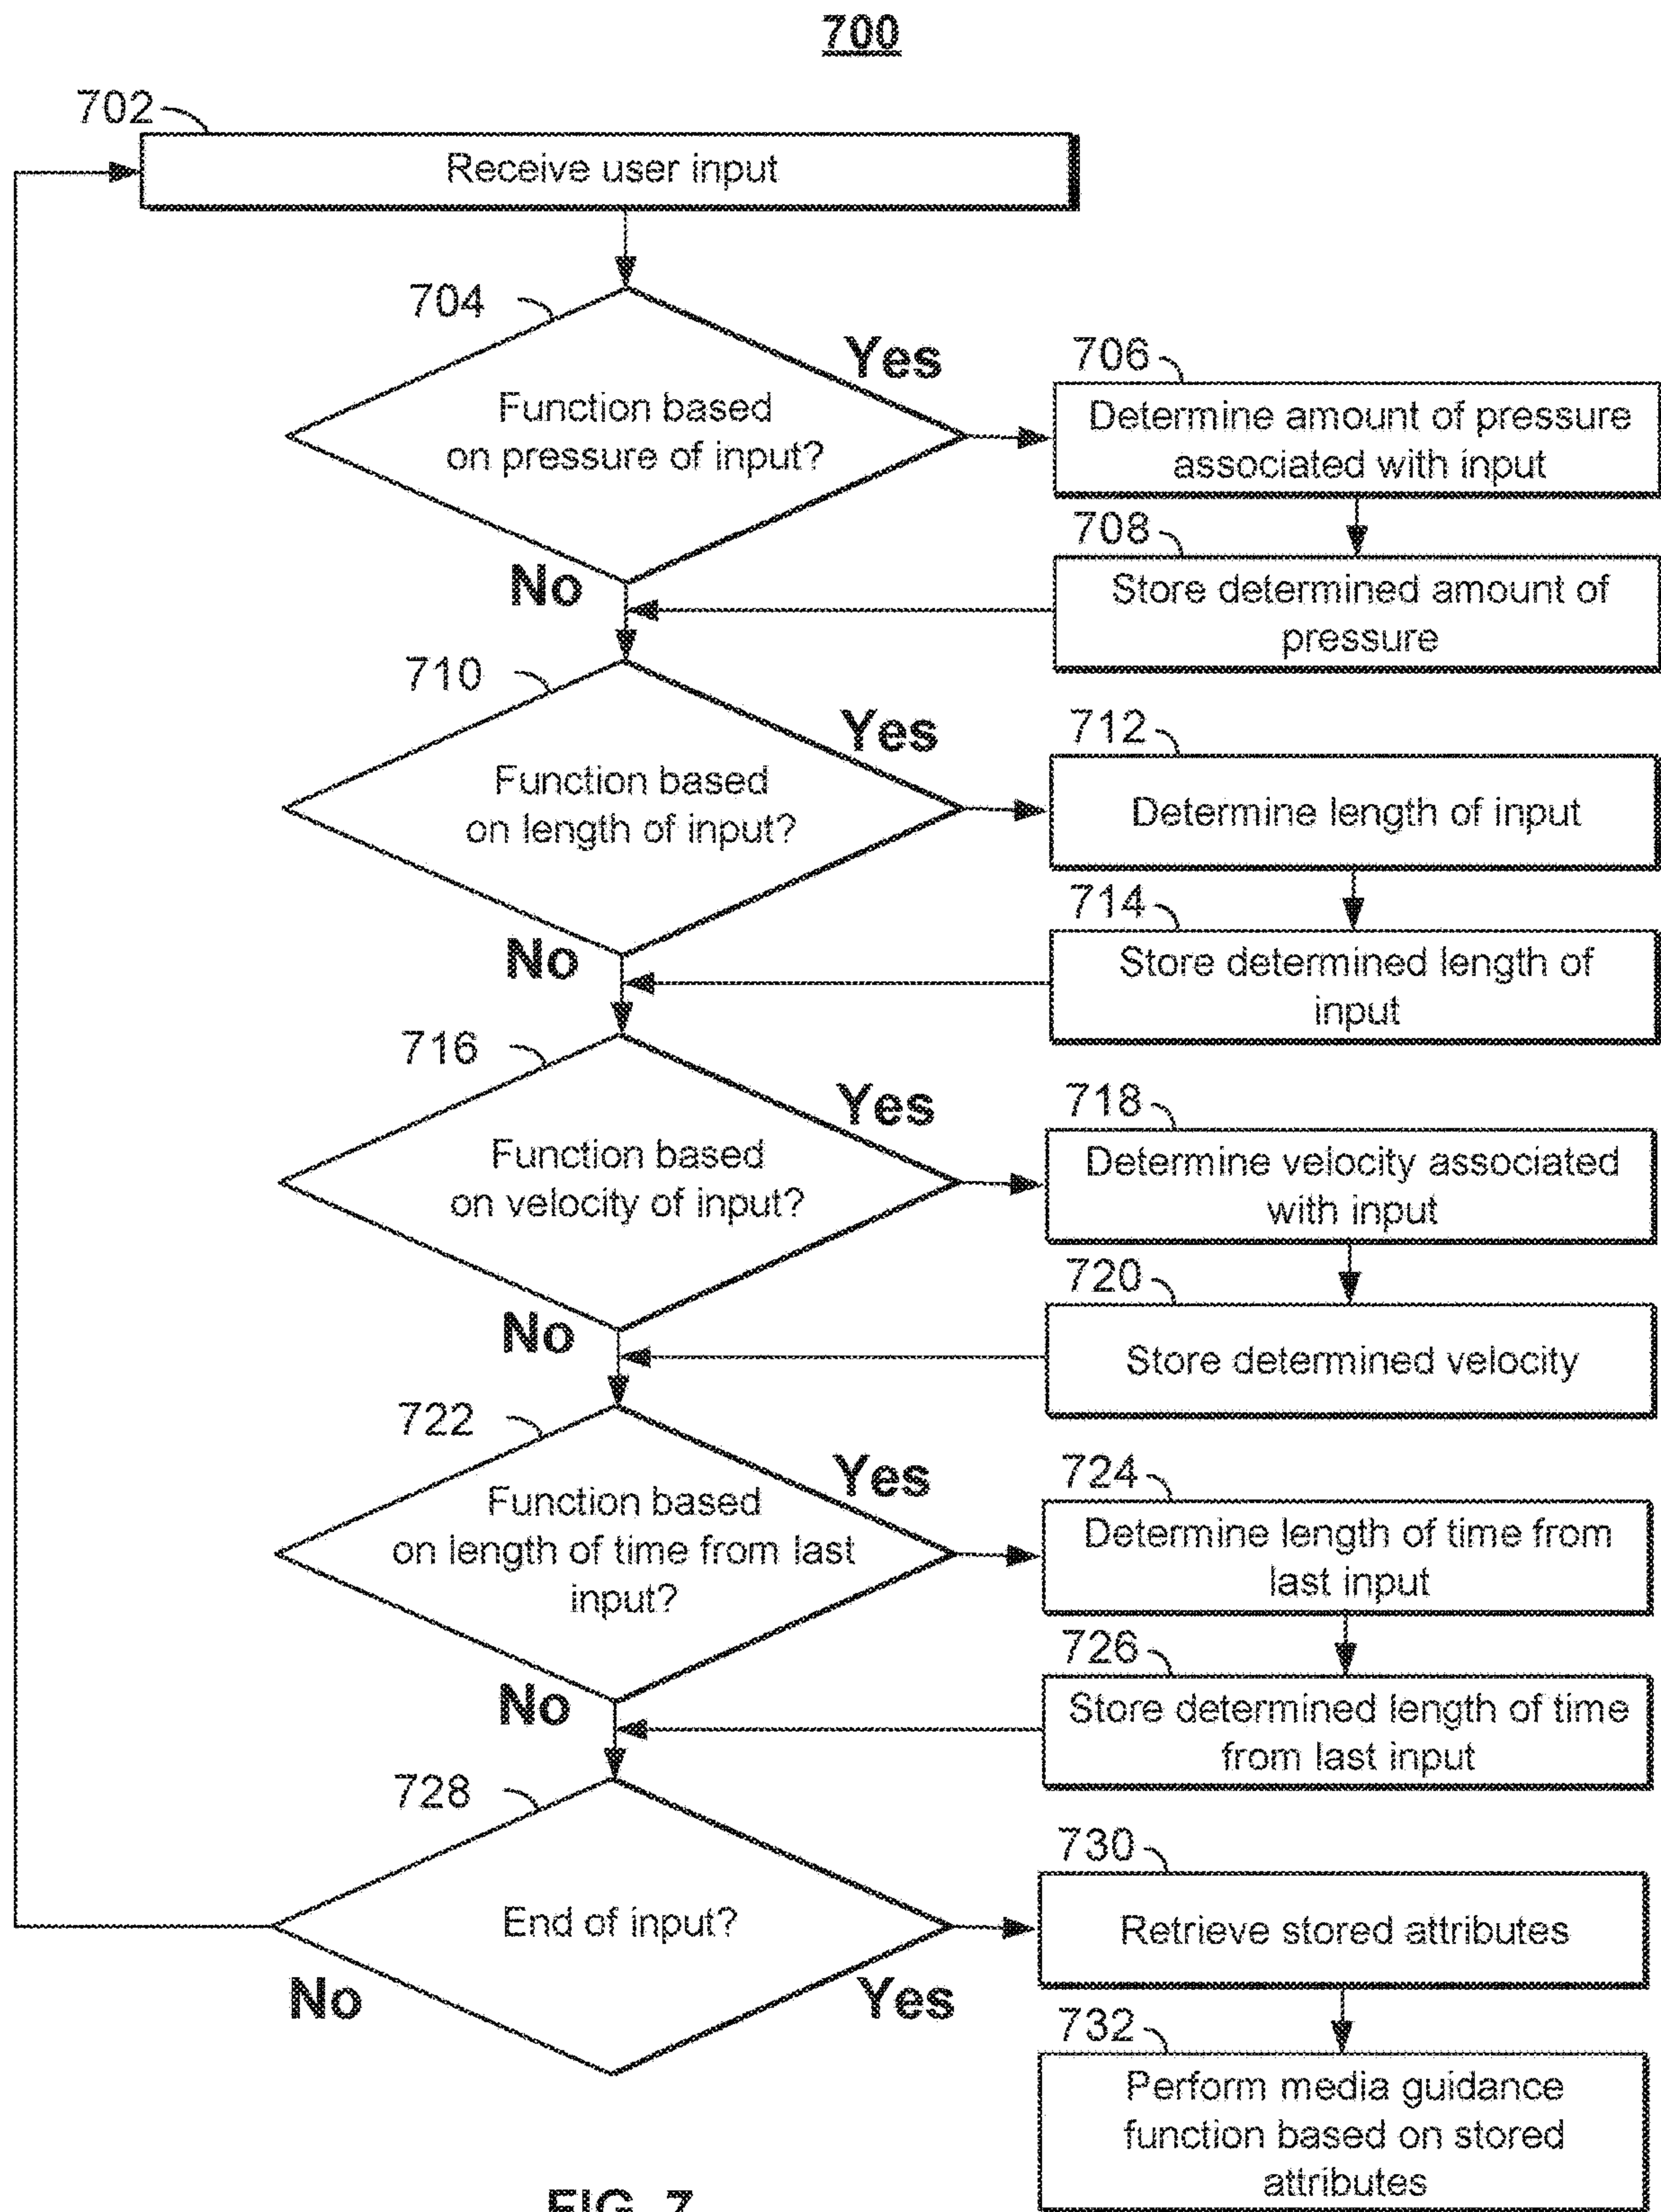 700
702
Receive user input
704
Function based
on pressure of input?
Yes
No
706
Determine amount of pressure
associated with input
708
Store determined amount of
pressure
710
Function based
on length of input?
Yes
No
712
Determine length of input
714
Store determined length of
input
716
Function based
on velocity of input?
Yes
No
718
Determine velocity associated
with input
720
Store determined velocity
722
Function based
on length of time from last
input?
Yes
No
724
Determine length of time from
last input
726
Store determined length of time
from last input
728
End of input?
No
Yes
730
Retrieve stored attributes
732
Perform media guidance
function based on stored
attributes
FIG. 7